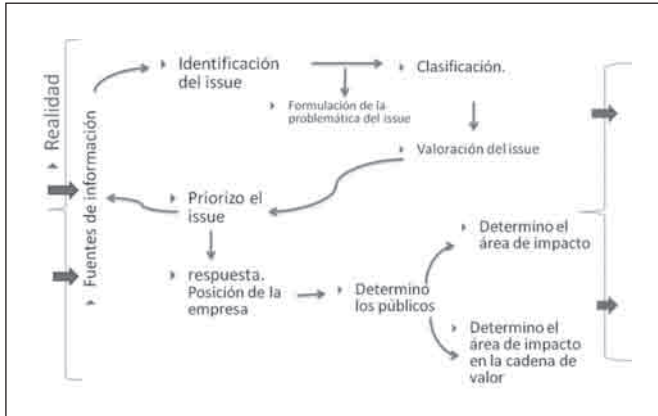 Realidad
Fuentes de información
Identificación
del issue
Clasificación.
Formulación de la
problemática del issue
Valoración del issue
Priorizo el
issue
respuesta.
Posición de la
empresa
Determino
los públicos
Determino el
área de impacto
Determino el
área de impacto
en la cadena de
valor